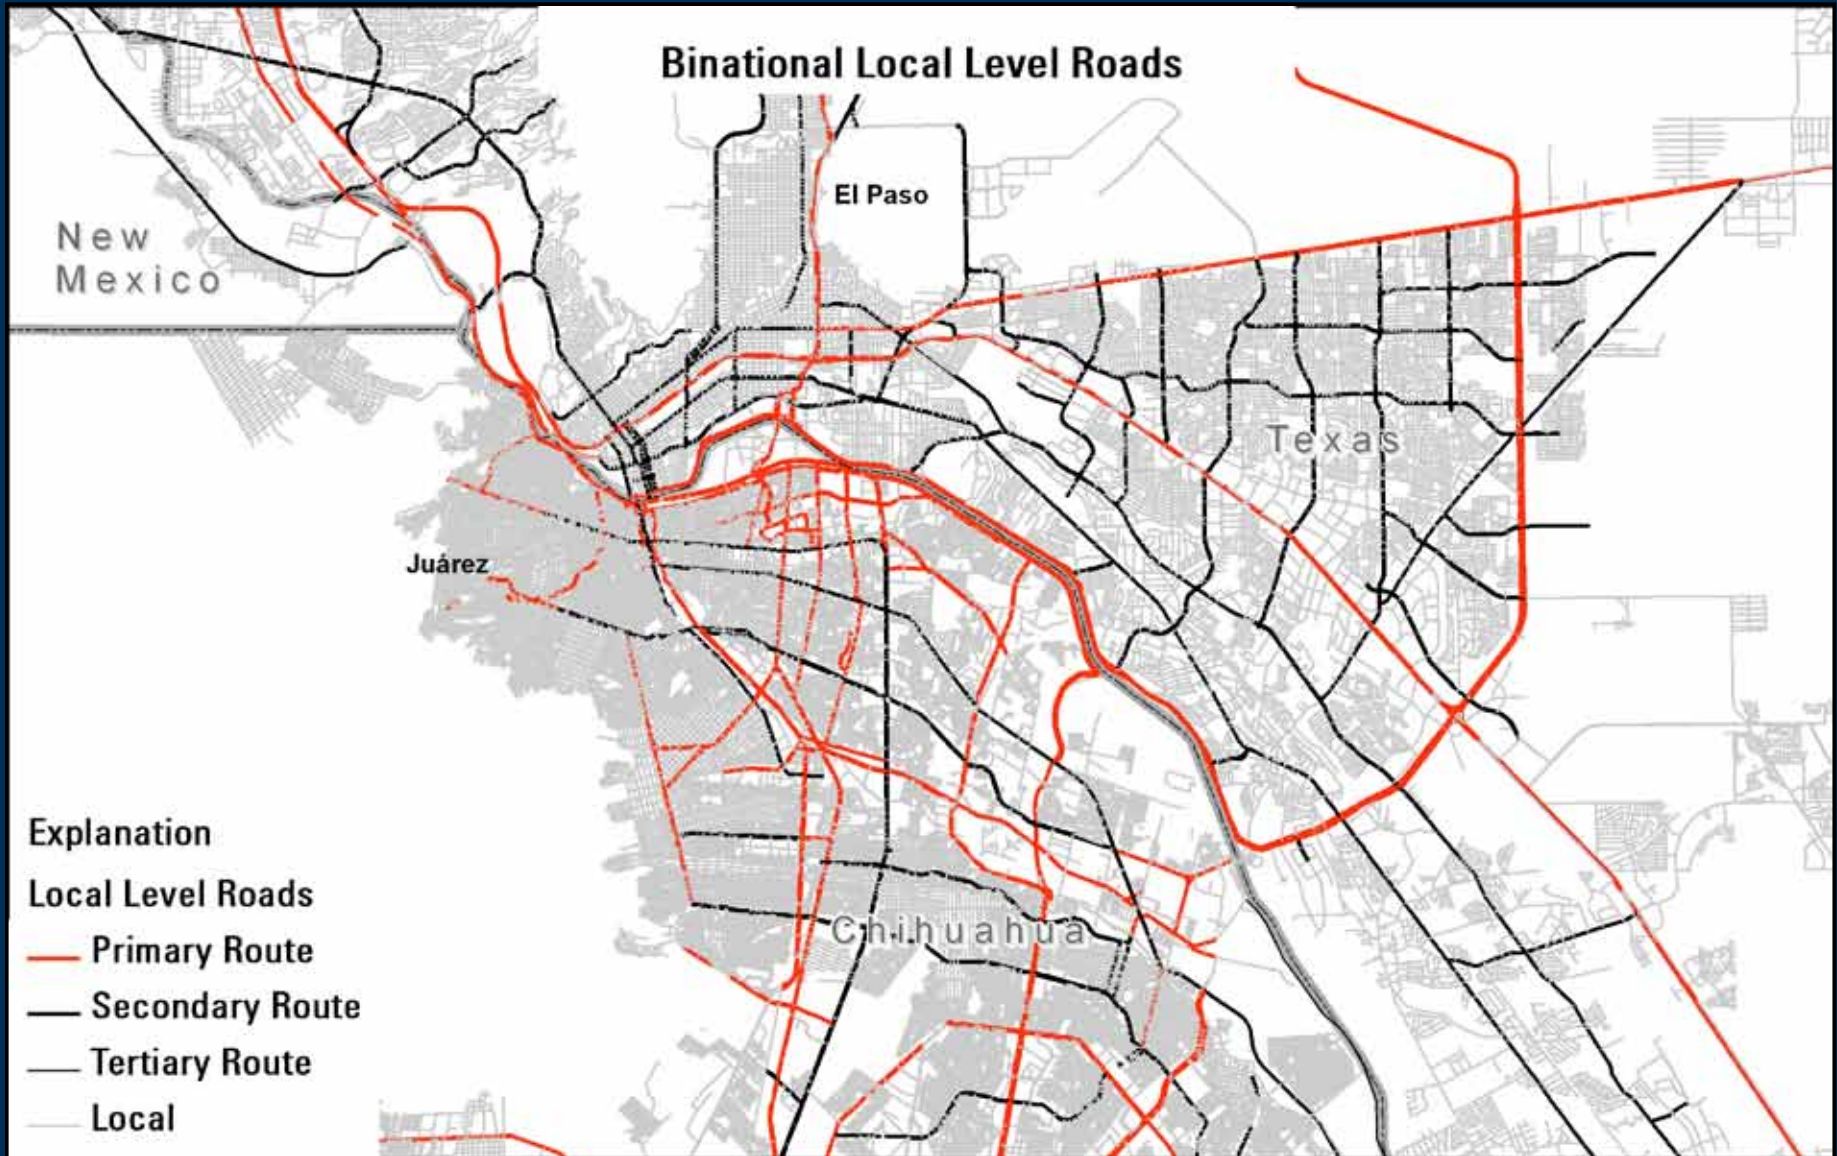 Binational Local Level Roads
El Paso
New
Mexico
Texas
Juárez
Chihuahua
Explanation
Local Level Roads
Primary Route
Secondary Route
Tertiary Route
Local